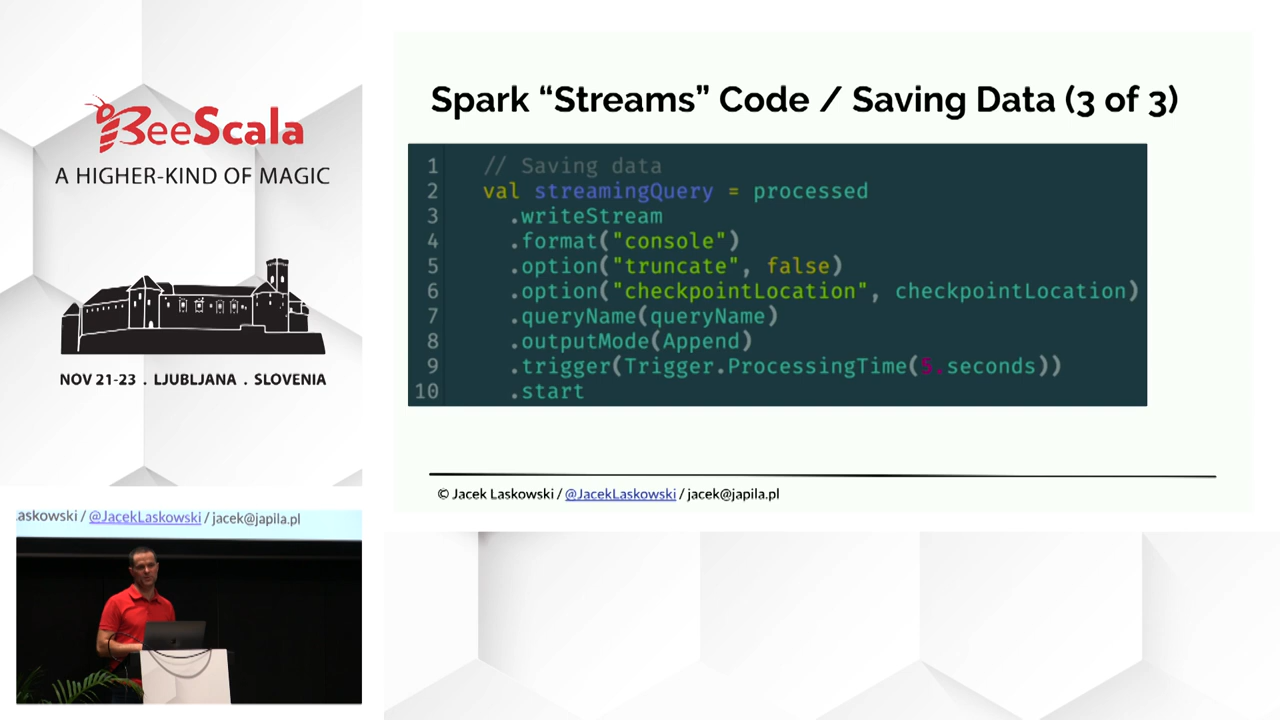 BeeScala
A HIGHER-KIND OF MAGIC
NOV 21-23 . LJUBLJANA . SLOVENIA
Spark “Streams” Code / Saving Data (3 of 3)
1 // Saving data
2 val streamingQuery = processed
3 .writeStream
4 .format("console")
5 .option("truncate", false)
6 .option("checkpointLocation", checkpointLocation)
7 .queryName(queryName)
8 .outputMode(Append)
9 .trigger(Trigger.ProcessingTime(5.seconds))
10 .start
© Jacek Laskowski / @JacekLaskowski / jacek@japila.pl
askowski / @JacekLaskowski / jacek@japila.pl